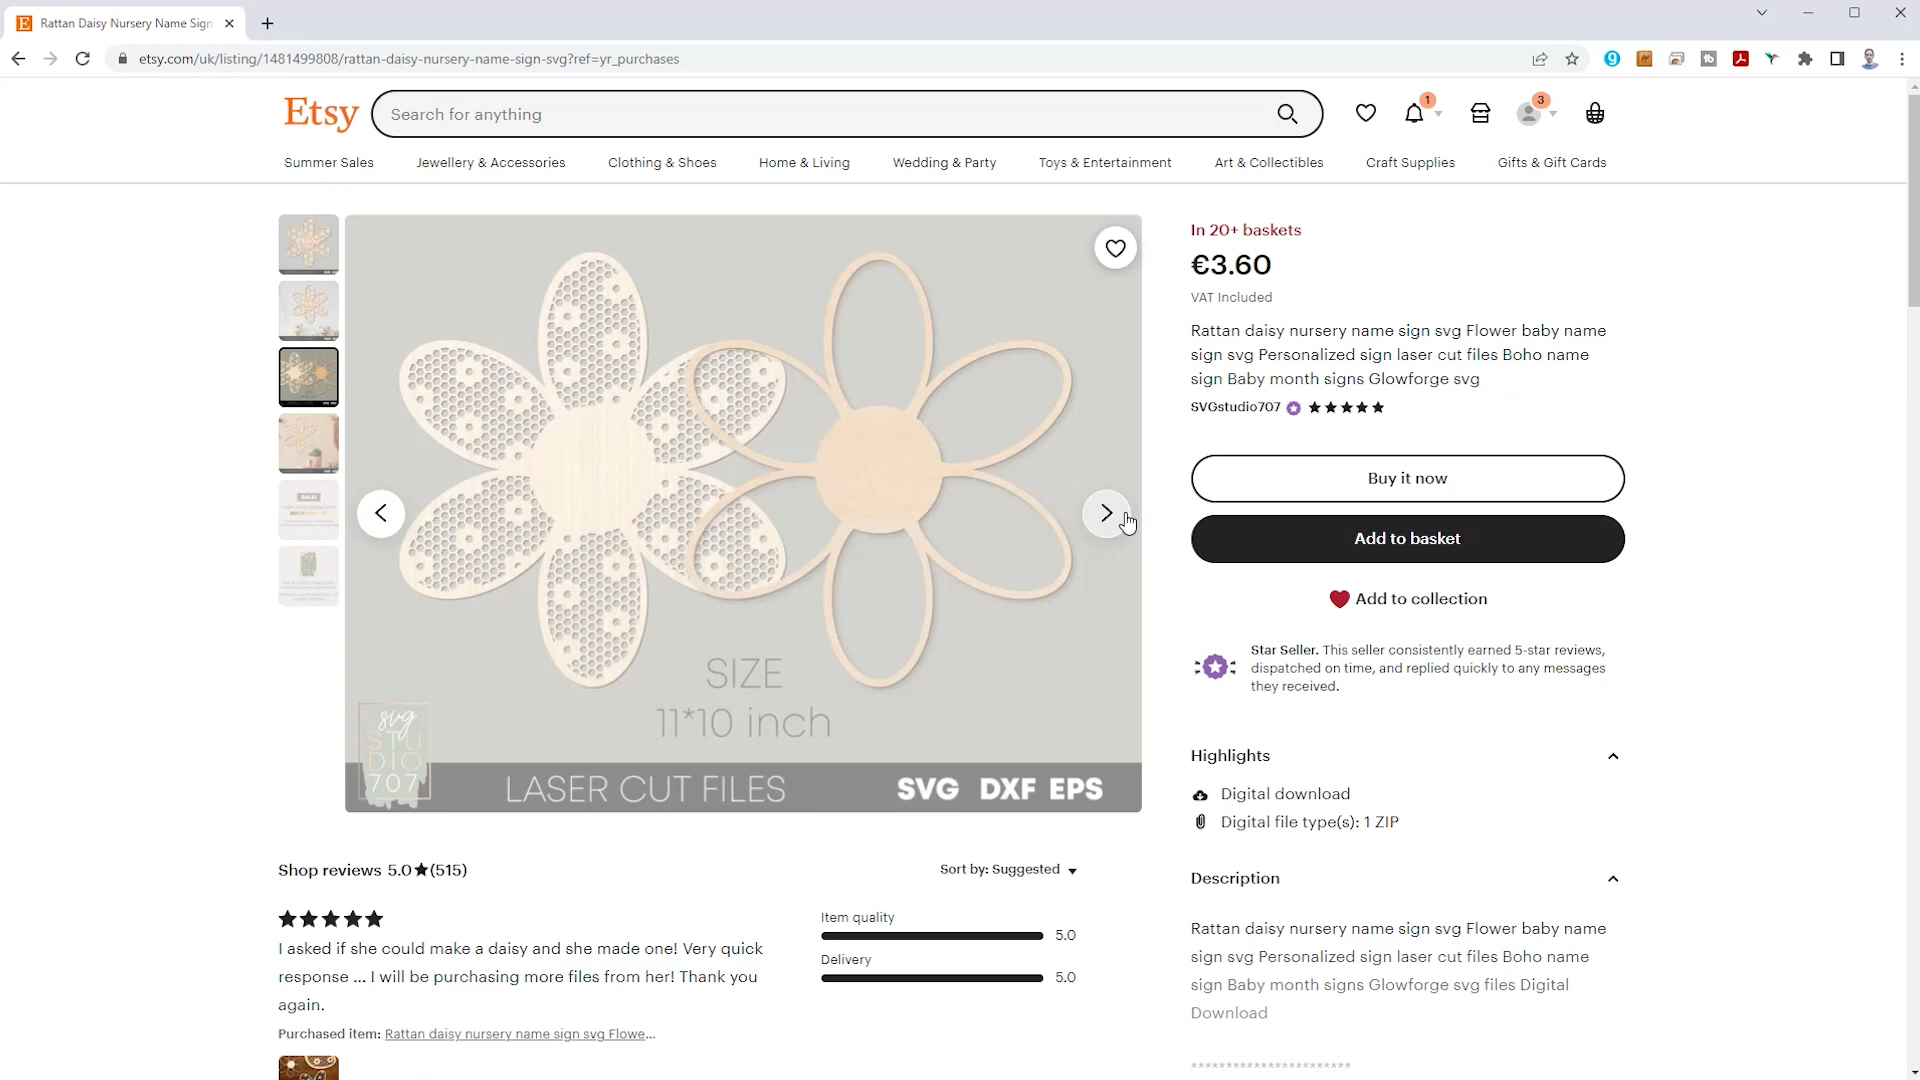 Rattan Daisy Nursery Name Sign
etsy.com/uk/listing/1481499808/rattan-daisy-nursery-name-sign-svg?ref=yr_purchases
Etsy
Search for anything
1
3
Summer Sales
Jewellery & Accessories
Clothing & Shoes
Home & Living
Wedding & Party
Toys & Entertainment
Art & Collectibles
Craft Supplies
Gifts & Gift Cards
SIZE
11*10 inch
svg
STU
DIO
707
LASER CUT FILES
SVG DXF EPS
In 20+ baskets
€3.60
VAT Included
Rattan daisy nursery name sign svg Flower baby name
sign svg Personalized sign laser cut files Boho name
sign Baby month signs Glowforge svg
SVGstudio707
Buy it now
Add to basket
Add to collection
Star Seller. This seller consistently earned 5-star reviews,
dispatched on time, and replied quickly to any messages
they received.
Highlights
Digital download
Digital file type(s): 1 ZIP
Description
Rattan daisy nursery name sign svg Flower baby name
sign svg Personalized sign laser cut files Boho name
sign Baby month signs Glowforge svg files Digital
Download
************************
Shop reviews 5.0★(515)
Sort by: Suggested
I asked if she could make a daisy and she made one! Very quick
response ... I will be purchasing more files from her! Thank you
again.
Purchased item: Rattan daisy nursery name sign svg Flowe...
Item quality
5.0
Delivery
5.0